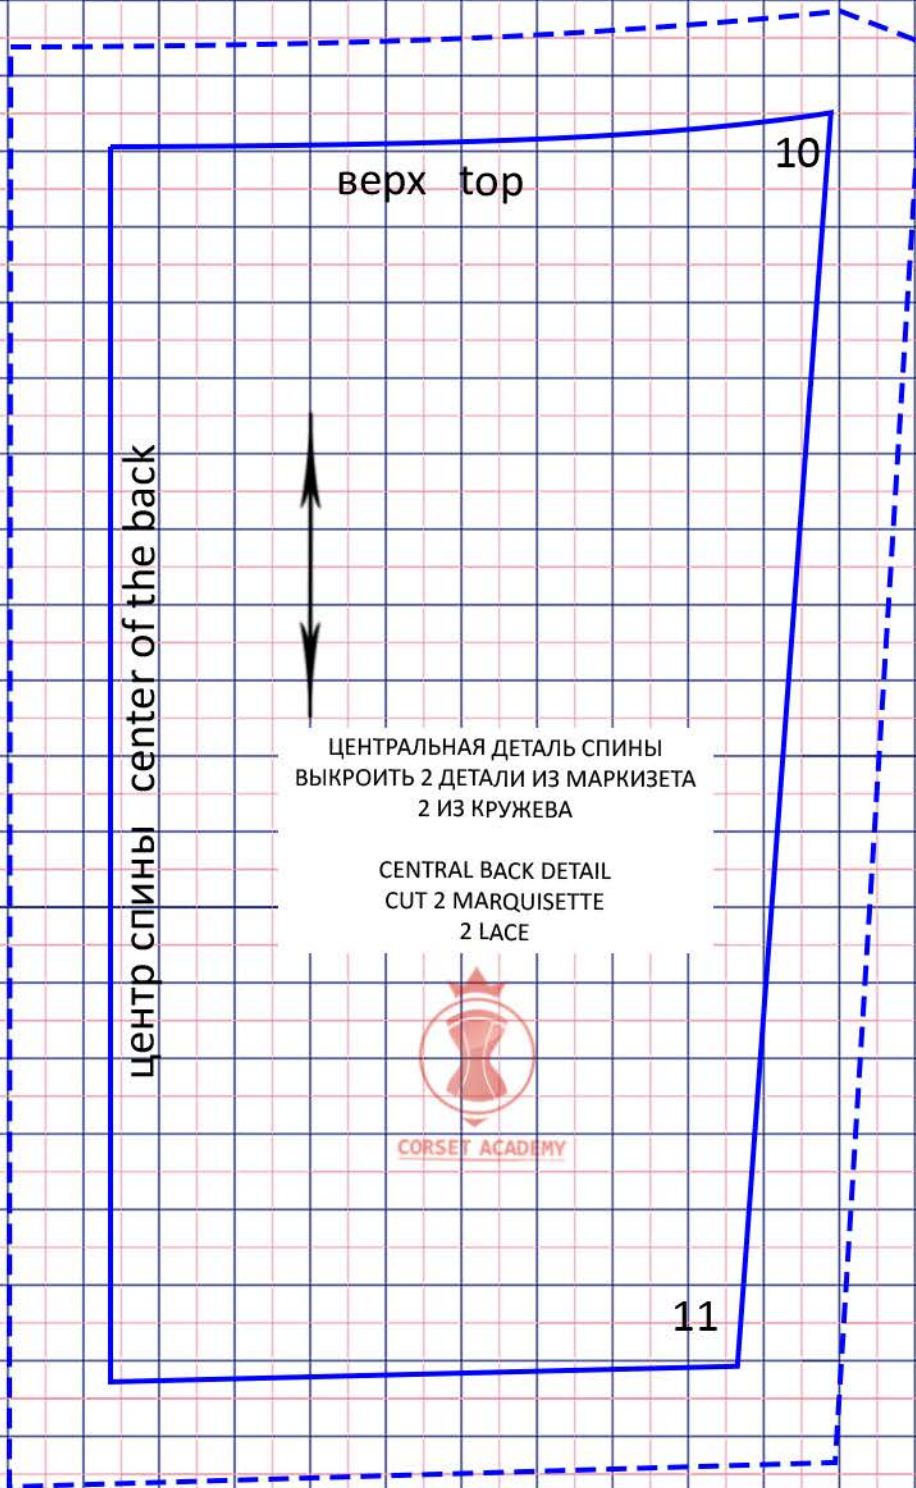 10
верх top
центр спины center of the back
ЦЕНТРАЛЬНАЯ ДЕТАЛЬ СПИНЫ
ВЫКРОИТЬ 2 ДЕТАЛИ ИЗ МАРКИЗЕТА
2 ИЗ КРУЖЕВА
CENTRAL BACK DETAIL
CUT 2 MARQUISETTE
2 LACE
CORSET ACADEMY
11